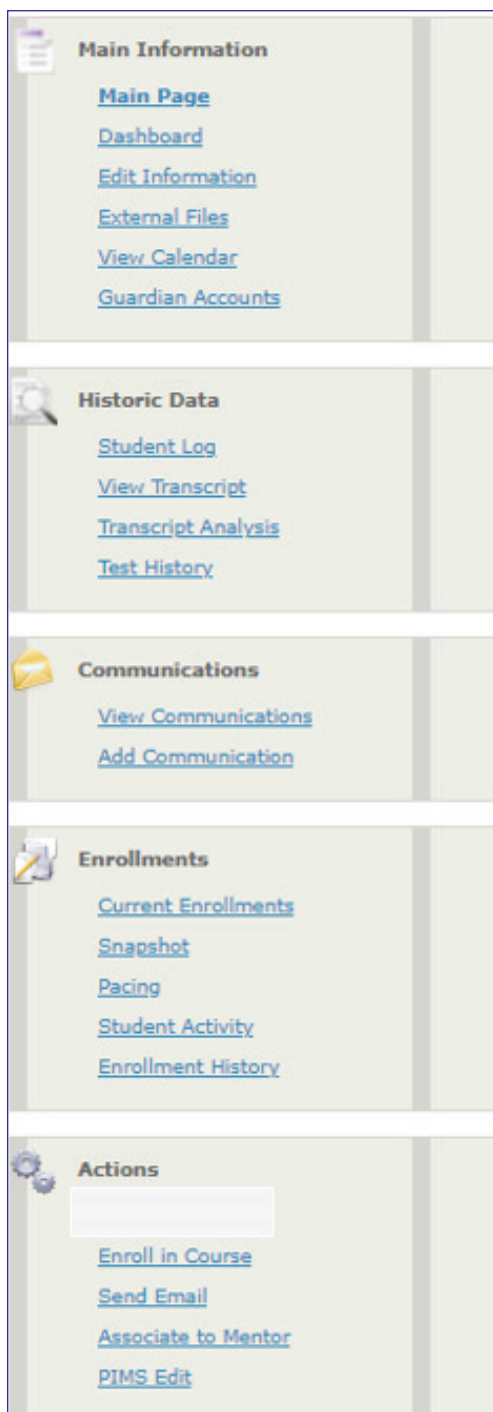 Main Information
Main Page
Dashboard
Edit Information
External Files
View Calendar
Guardian Accounts
Historic Data
Student Log
View Transcript
Transcript Analysis
Test History
Communications
View Communications
Add Communication
Enrollments
Current Enrollments
Snapshot
Pacing
Student Activity
Enrollment History
Actions
Enroll in Course
Send Email
Associate to Mentor
PIMS Edit